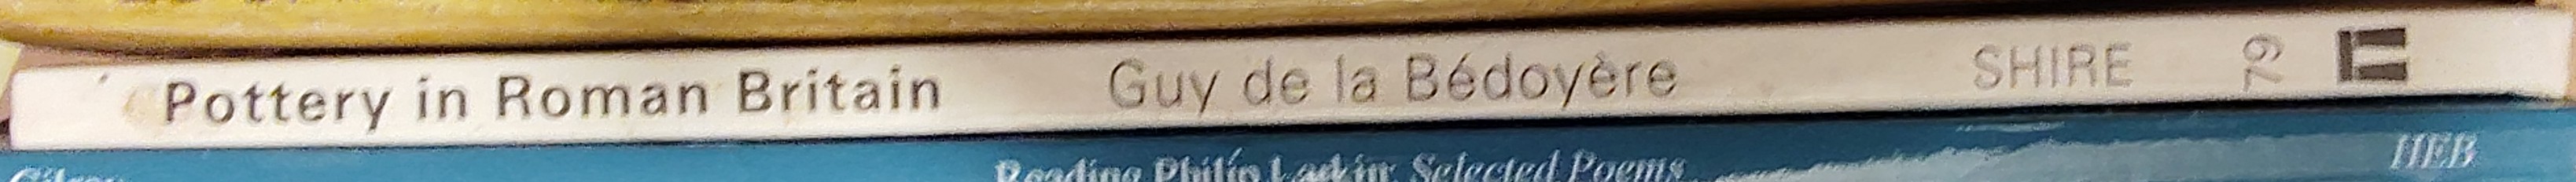 Pottery in Roman Britain Guy de la Bédoyère SHIRE 79
Reading Philip Larkin: Selected Poems HEB